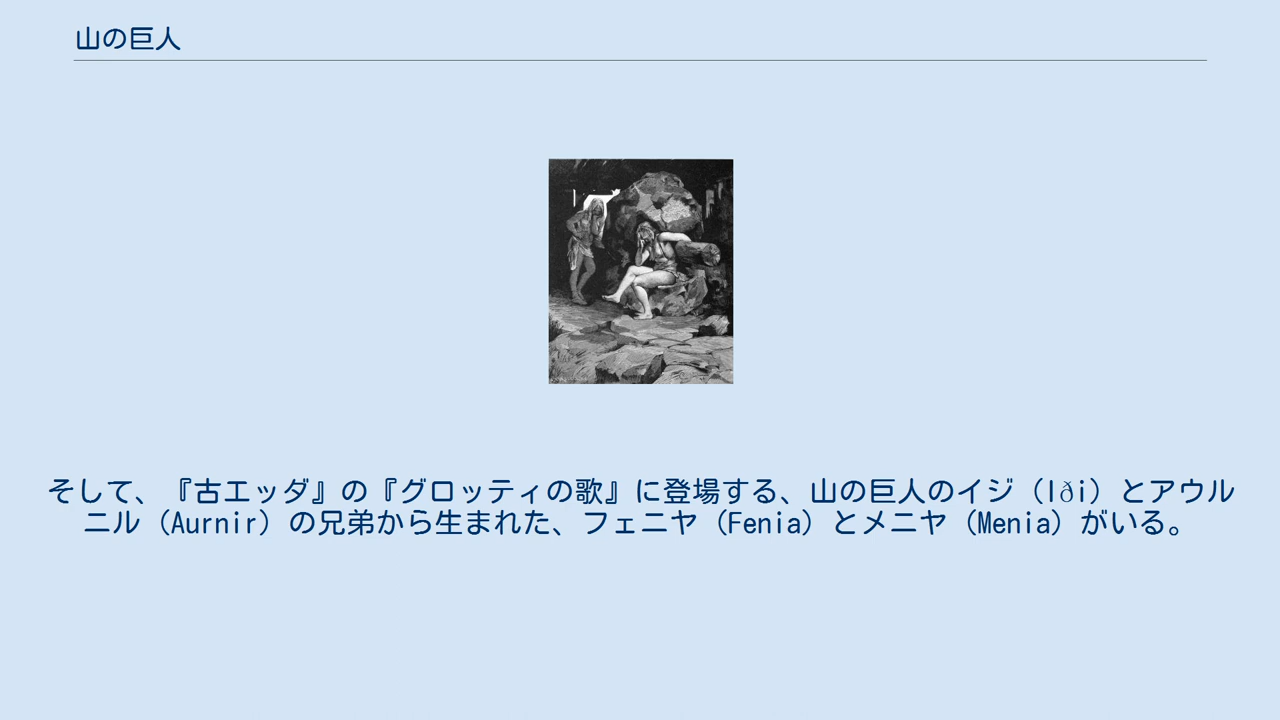 山の巨人
そして、『古エッダ』の『グロッティの歌』に登場する、山の巨人のイジ（Iði）とアウル
ニル（Aurnir）の兄弟から生まれた、フェニヤ（Fenia）とメニヤ（Menia）がいる。